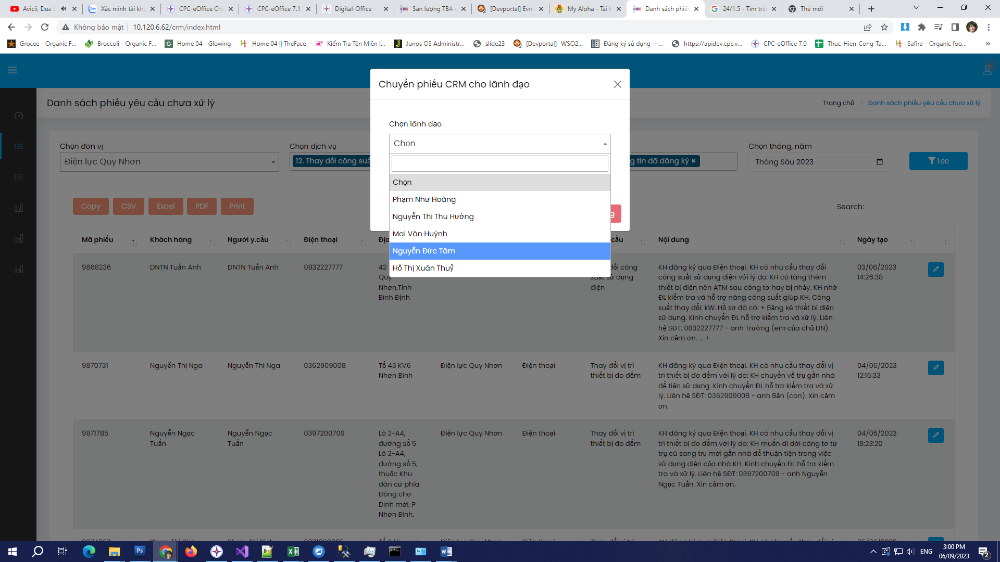 Avicii, Dua L
Xác minh tài kho
CPC-eOffice Cha
CPC-eOffice 7.1
Digital-Office
Sản lượng TBA c
[Devportal] EvnC
My Aloha - Tài k
Danh sách phiếu
24/1.5 - Tìm trên
Thẻ mới
Không bảo mật
10.120.6.62/crm/index.html
Grocee - Organic F...
Broccoli - Organic F...
Home 04 - Glowing
Home 04 || TheFace
Kiểm Tra Tên Miền |...
Junos OS Administr...
slide23
[Devportal]- WSO2...
Đăng ký sử dụng —...
https://apidev.cpc.v...
CPC-eOffice 7.0
Thuc-Hien-Cong-Ta...
Safira – Organic foo...
»
Chuyển phiếu CRM cho lãnh đạo
Danh sách phiếu yêu cầu chưa xử lý
Trang chủ
Danh sách phiếu yêu cầu chưa xử lý
Chọn lãnh đạo
Chọn
Chọn
Phạm Như Hoàng
Nguyễn Thị Thu Hường
Mai Văn Huỳnh
Nguyễn Đức Tâm
Hồ Thị Xuân Thuỷ
g
Chọn đơn vị
Điện lực Quy Nhơn
Chọn dịch vụ
12. Thay đổi công suấ
g tin đã đăng ký ×
Chọn tháng, năm
Tháng Sáu 2023
Lọc
Copy
CSV
Excel
PDF
Print
Search:
Mã phiếu
Khách hàng
Người y.cầu
Điện thoại
Địa
cầu
Nội dung
Ngày tạo
9868236
DNTN Tuấn Anh
DNTN Tuấn Anh
0832227777
42
Quy
Nhơn,Tỉnh
Bình Định
đổi công
suất sử dụng
điện
KH đăng ký qua Điện thoại. KH có nhu cầu thay đổi
công suất sử dụng điện với lý do: KH có tăng thêm
thiết bị điện nên ATM sau công tơ hay bị nhảy. KH nhờ
ĐL kiểm tra và hỗ trợ nâng công suất giúp KH. Công
suất thay đổi: kW. Hồ sơ đã có: + Bảng kê thiết bị điện
sử dụng. Kính chuyển ĐL hỗ trợ kiểm tra và xử lý. Liên
hệ SĐT: 0832227777 - anh Trường (em của chủ DN).
Xin cảm ơn. ... +
03/06/2023
14:26:38
9870731
Nguyễn Thị Nga
Nguyễn Thị Nga
0362909008
Tổ 43 KV6
Nhơn Bình
Điện lực Quy Nhơn
Điện thoại
Thay đổi vị trí
thiết bị đo đếm
KH đăng ký qua Điện thoại. KH có nhu cầu thay đổi vị
trí thiết bị đo đếm với lý do: KH chuyển về trụ gần nhà
để tiện sử dụng. Kính chuyển ĐL hỗ trợ kiểm tra và xử
lý. Liên hệ SĐT: 0362909008 - anh Bản (con). Xin cảm
ơn.
04/06/2023
12:16:33
9871785
Nguyễn Ngọc
Tuấn
Nguyễn Ngọc
Tuấn
0397200709
Lô 2-A4,
đường số 5
Lô 2-A4,
đường số 5,
thuộc Khu
dân cư phía
Đông chợ
Dinh mới, P
Nhơn Bình.
Điện lực Quy Nhơn
Điện thoại
Thay đổi vị trí
thiết bị đo đếm
KH đăng ký qua Điện thoại. KH có nhu cầu thay đổi vị
trí thiết bị đo đếm với lý do: KH muốn di dời công tơ từ
trụ cũ sang trụ mới gần nhà để thuận tiện trong việc
sử dụng điện của nhà KH. Kính chuyển ĐL hỗ trợ kiểm
tra và xử lý. Liên hệ SĐT: 0397200709 - anh Nguyễn
Ngọc Tuấn. Xin cảm ơn.
04/06/2023
18:23:20
ENG
3:00 PM
06/09/2023
2